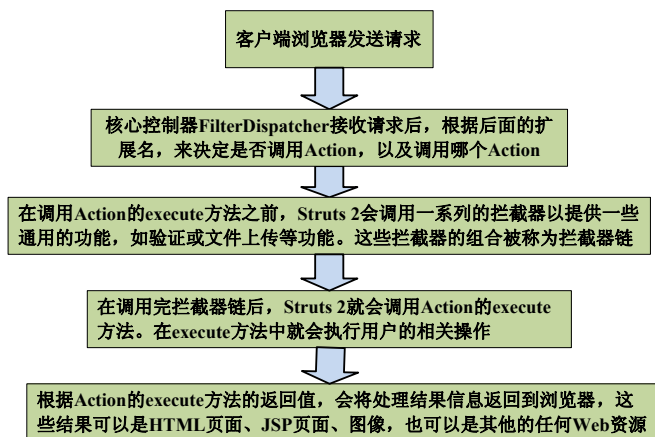 客户端浏览器发送请求
核心控制器FilterDispatcher接收请求后，根据后面的扩
展名，来决定是否调用Action，以及调用哪个Action
在调用Action的execute方法之前，Struts 2会调用一系列的拦截器以提供一些
通用的功能，如验证或文件上传等功能。这些拦截器的组合被称为拦截器链
在调用完拦截器链后，Struts 2就会调用Action的execute
方法。在execute方法中就会执行用户的相关操作
根据Action的execute方法的返回值，会将处理结果信息返回到浏览器，这
些结果可以是HTML页面、JSP页面、图像，也可以是其他的任何Web资源